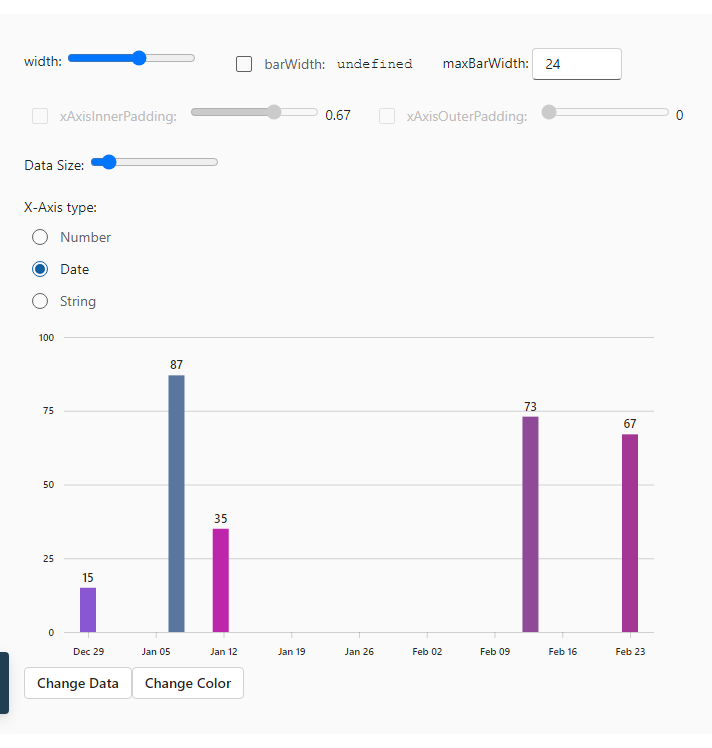 width: barWidth: undefined maxBarWidth: 24
xAxisInnerPadding: 0.67 xAxisOuterPadding: 0
Data Size:
X-Axis type:
Number
Date
String
100
87
75
73
67
50
35
25
15
0
Dec 29 Jan 05 Jan 12 Jan 19 Jan 26 Feb 02 Feb 09 Feb 16 Feb 23
Change Data Change Color